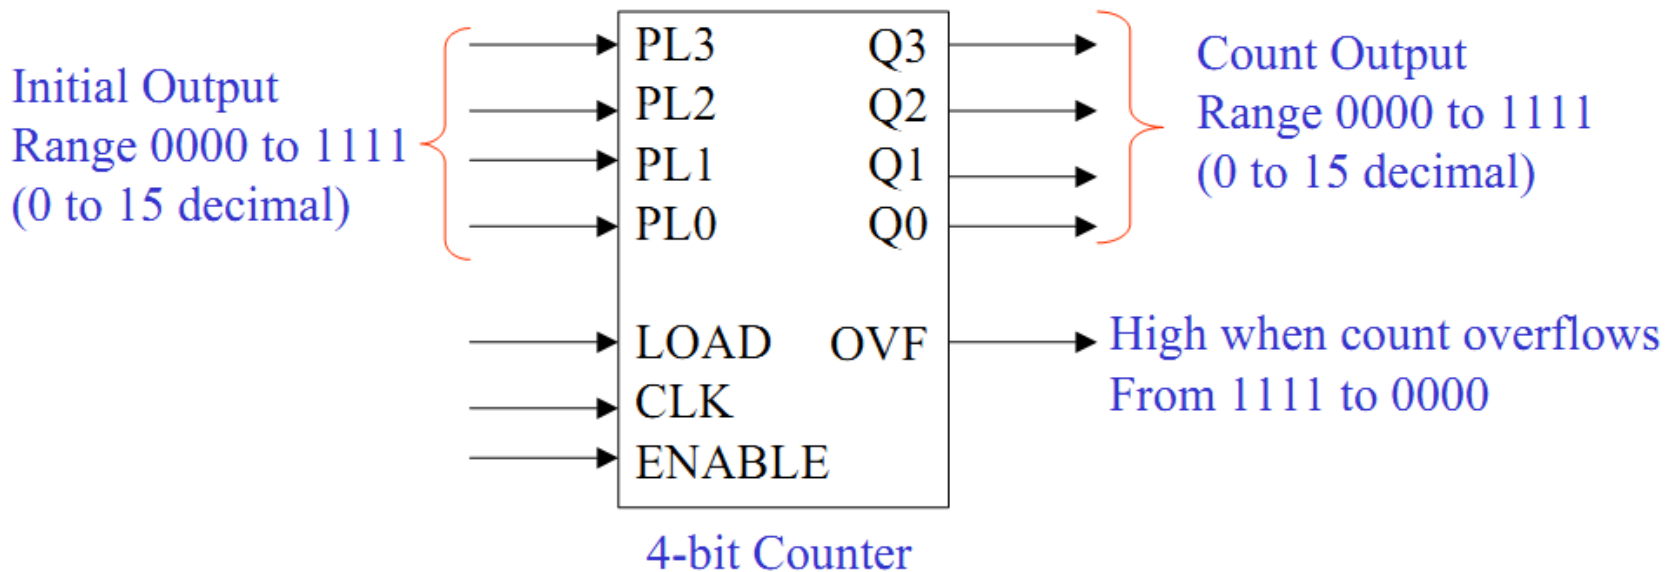 Initial Output
Range 0000 to 1111
(0 to 15 decimal)
PL3
PL2
PL1
PL0
LOAD
CLK
ENABLE
Q3
Q2
Q1
Q0
OVF
Count Output
Range 0000 to 1111
(0 to 15 decimal)
High when count overflows
From 1111 to 0000
4-bit Counter